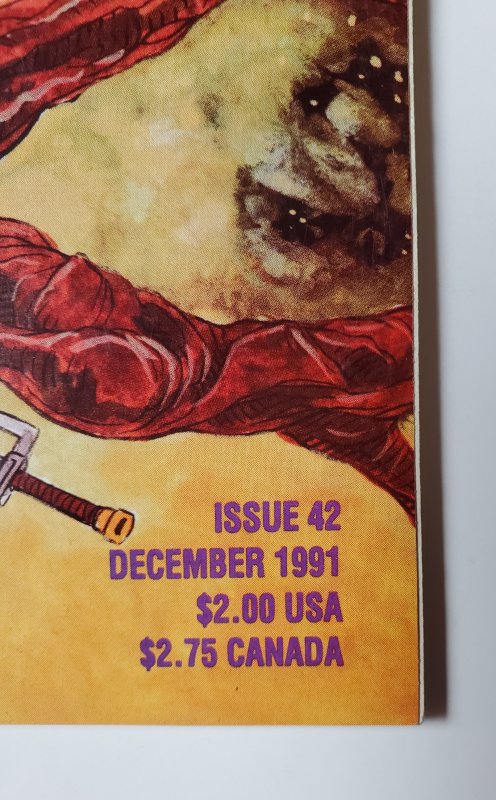 ISSUE 42
DECEMBER 1991
$2.00 USA
$2.75 CANADA